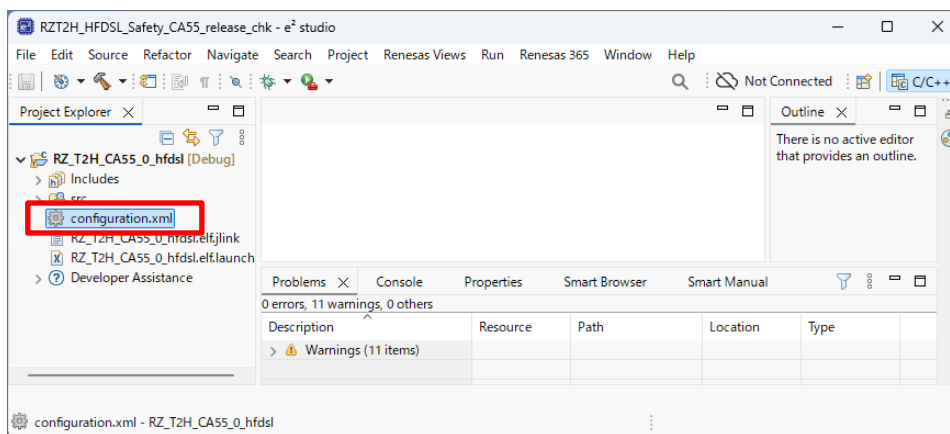 RZT2H_HFDSL_Safety_CA55_release_chk - e² studio
File Edit Source Refactor Navigate Search Project Renesas Views Run Renesas 365 Window Help
Not Connected C/C++
Project Explorer
Outline
There is no active editor
that provides an outline.
RZ_T2H_CA55_0_hfdsl [Debug]
Includes
src
configuration.xml
RZ_T2H_CA55_0_hfdsl.elf.jlink
RZ_T2H_CA55_0_hfdsl.elf.launch
Developer Assistance
Problems Console Properties Smart Browser Smart Manual
0 errors, 11 warnings, 0 others
Description Resource Path Location Type
Warnings (11 items)
configuration.xml - RZ_T2H_CA55_0_hfdsl